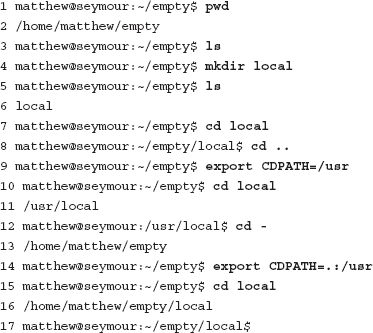 1 matthew@seymour:~/empty$ pwd
2 /home/matthew/empty
3 matthew@seymour:~/empty$ ls
4 matthew@seymour:~/empty$ mkdir local
5 matthew@seymour:~/empty$ ls
6 local
7 matthew@seymour:~/empty$ cd local
8 matthew@seymour:~/empty/local$ cd ..
9 matthew@seymour:~/empty$ export CDPATH=/usr
10 matthew@seymour:~/empty$ cd local
11 /usr/local
12 matthew@seymour:/usr/local$ cd -
13 /home/matthew/empty
14 matthew@seymour:~/empty$ export CDPATH=.:/usr
15 matthew@seymour:~/empty$ cd local
16 /home/matthew/empty/local
17 matthew@seymour:~/empty/local$